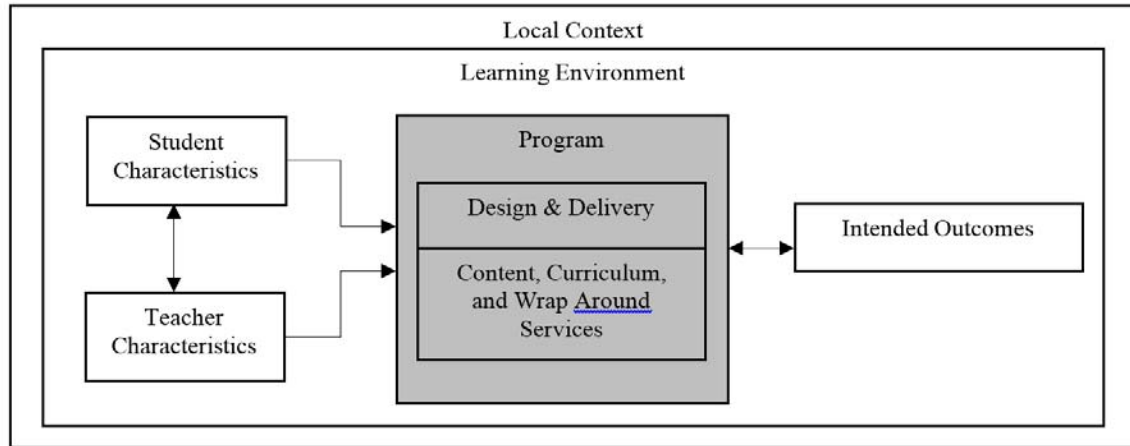 Local Context
Learning Environment
Student
Characteristics
Teacher
Characteristics
Program
Design & Delivery
Content, Curriculum,
and Wrap Around
Services
Intended Outcomes